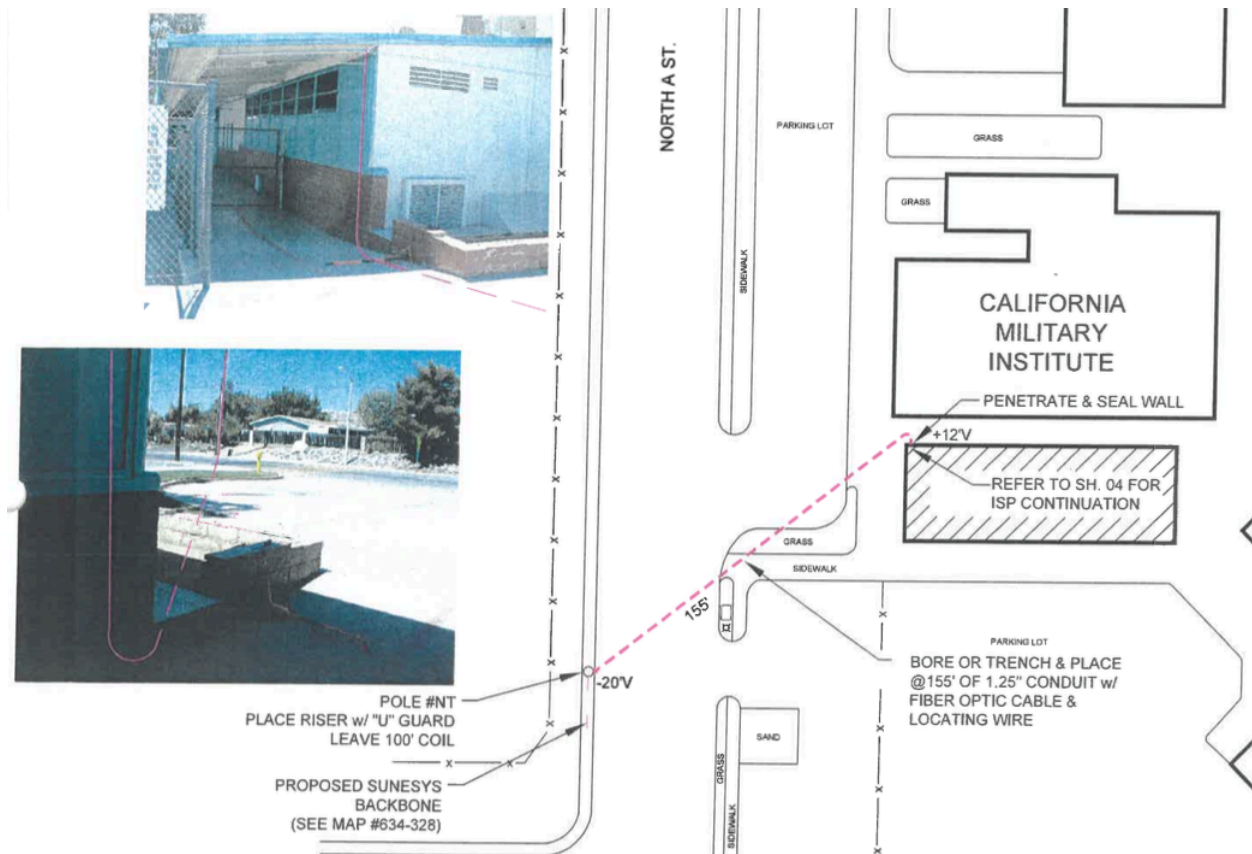 NORTH A ST.
PARKING LOT
GRASS
GRASS
SIDEWALK
CALIFORNIA
MILITARY
INSTITUTE
PENETRATE & SEAL WALL
+12'V
REFER TO SH. 04 FOR
ISP CONTINUATION
GRASS
SIDEWALK
155'
PARKING LOT
BORE OR TRENCH & PLACE
@155' OF 1.25" CONDUIT w/
FIBER OPTIC CABLE &
LOCATING WIRE
-20'V
POLE #NT
PLACE RISER w/ "U" GUARD
LEAVE 100' COIL
PROPOSED SUNESYS
BACKBONE
(SEE MAP #634-328)
SAND
GRASS
SIDEWALK